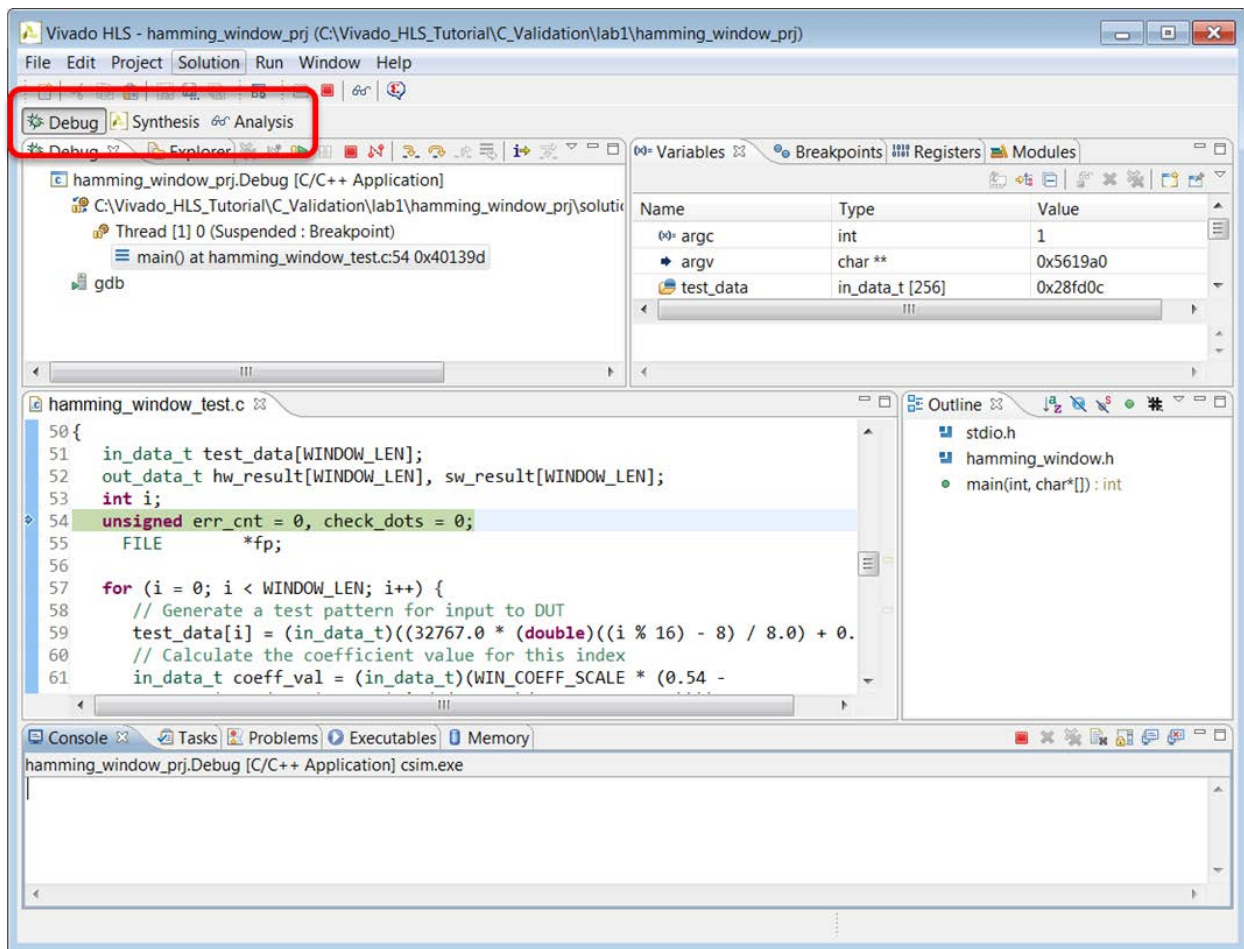 Vivado HLS - hamming_window_prj (C:\Vivado_HLS_Tutorial\C_Validation\lab1\hamming_window_prj)
File Edit Project Solution Run Window Help
Debug Synthesis Analysis
Debug Explorer
hamming_window_prj.Debug [C/C++ Application]
C:\Vivado_HLS_Tutorial\C_Validation\lab1\hamming_window_prj\solutic
Thread [1] 0 (Suspended : Breakpoint)
main() at hamming_window_test.c:54 0x40139d
gdb
(x)= Variables Breakpoints Registers Modules
Name Type Value
(x)= argc int 1
argv char ** 0x5619a0
test_data in_data_t [256] 0x28fd0c
hamming_window_test.c
50 {
51 in_data_t test_data[WINDOW_LEN];
52 out_data_t hw_result[WINDOW_LEN], sw_result[WINDOW_LEN];
53 int i;
54 unsigned err_cnt = 0, check_dots = 0;
55 FILE *fp;
56
57 for (i = 0; i < WINDOW_LEN; i++) {
58 // Generate a test pattern for input to DUT
59 test_data[i] = (in_data_t)((32767.0 * (double)((i % 16) - 8) / 8.0) + 0.
60 // Calculate the coefficient value for this index
61 in_data_t coeff_val = (in_data_t)(WIN_COEFF_SCALE * (0.54 -
Outline
stdio.h
hamming_window.h
main(int, char*[]) : int
Console Tasks Problems Executables Memory
hamming_window_prj.Debug [C/C++ Application] csim.exe